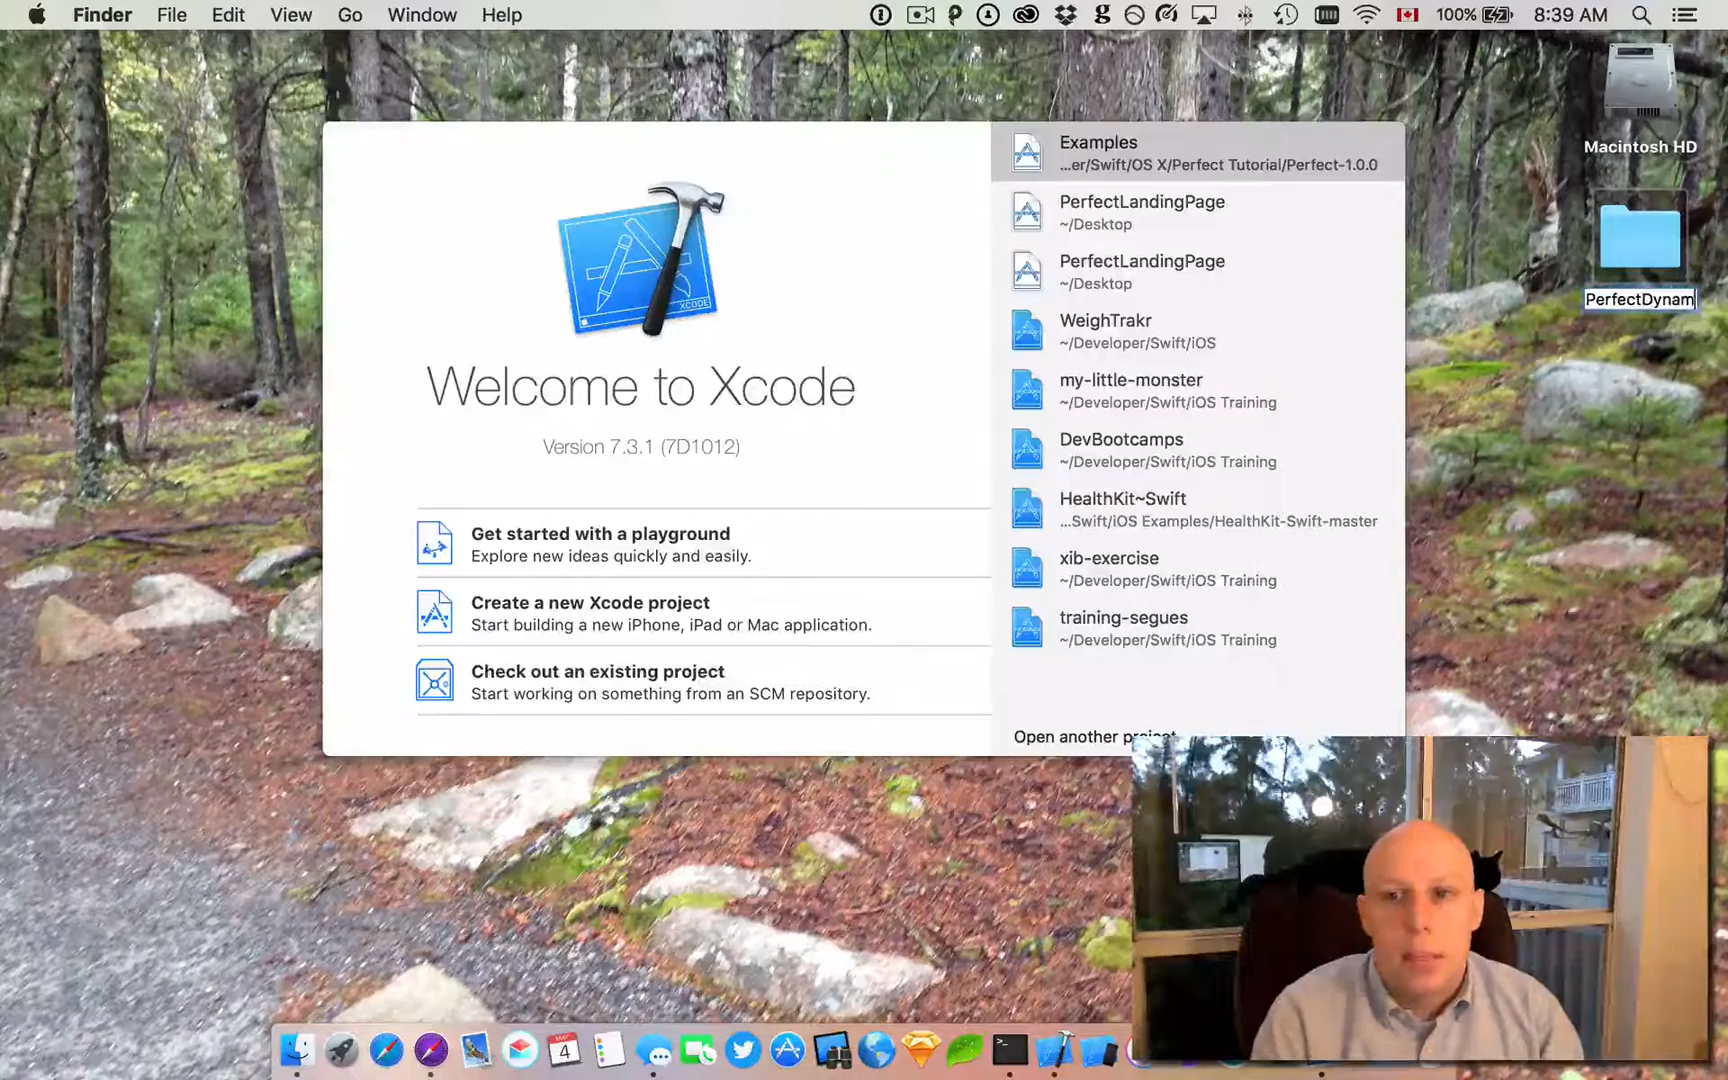 Finder File Edit View Go Window Help
100% 8:39 AM
Macintosh HD
PerfectDynam
XCODE
Welcome to Xcode
Version 7.3.1 (7D1012)
Get started with a playground
Explore new ideas quickly and easily.
Create a new Xcode project
Start building a new iPhone, iPad or Mac application.
Check out an existing project
Start working on something from an SCM repository.
Examples
...er/Swift/OS X/Perfect Tutorial/Perfect-1.0.0
PerfectLandingPage
~/Desktop
PerfectLandingPage
~/Desktop
WeighTrakr
~/Developer/Swift/iOS
my-little-monster
~/Developer/Swift/iOS Training
DevBootcamps
~/Developer/Swift/iOS Training
HealthKit~Swift
...Swift/iOS Examples/HealthKit-Swift-master
xib-exercise
~/Developer/Swift/iOS Training
training-segues
~/Developer/Swift/iOS Training
Open another project
4